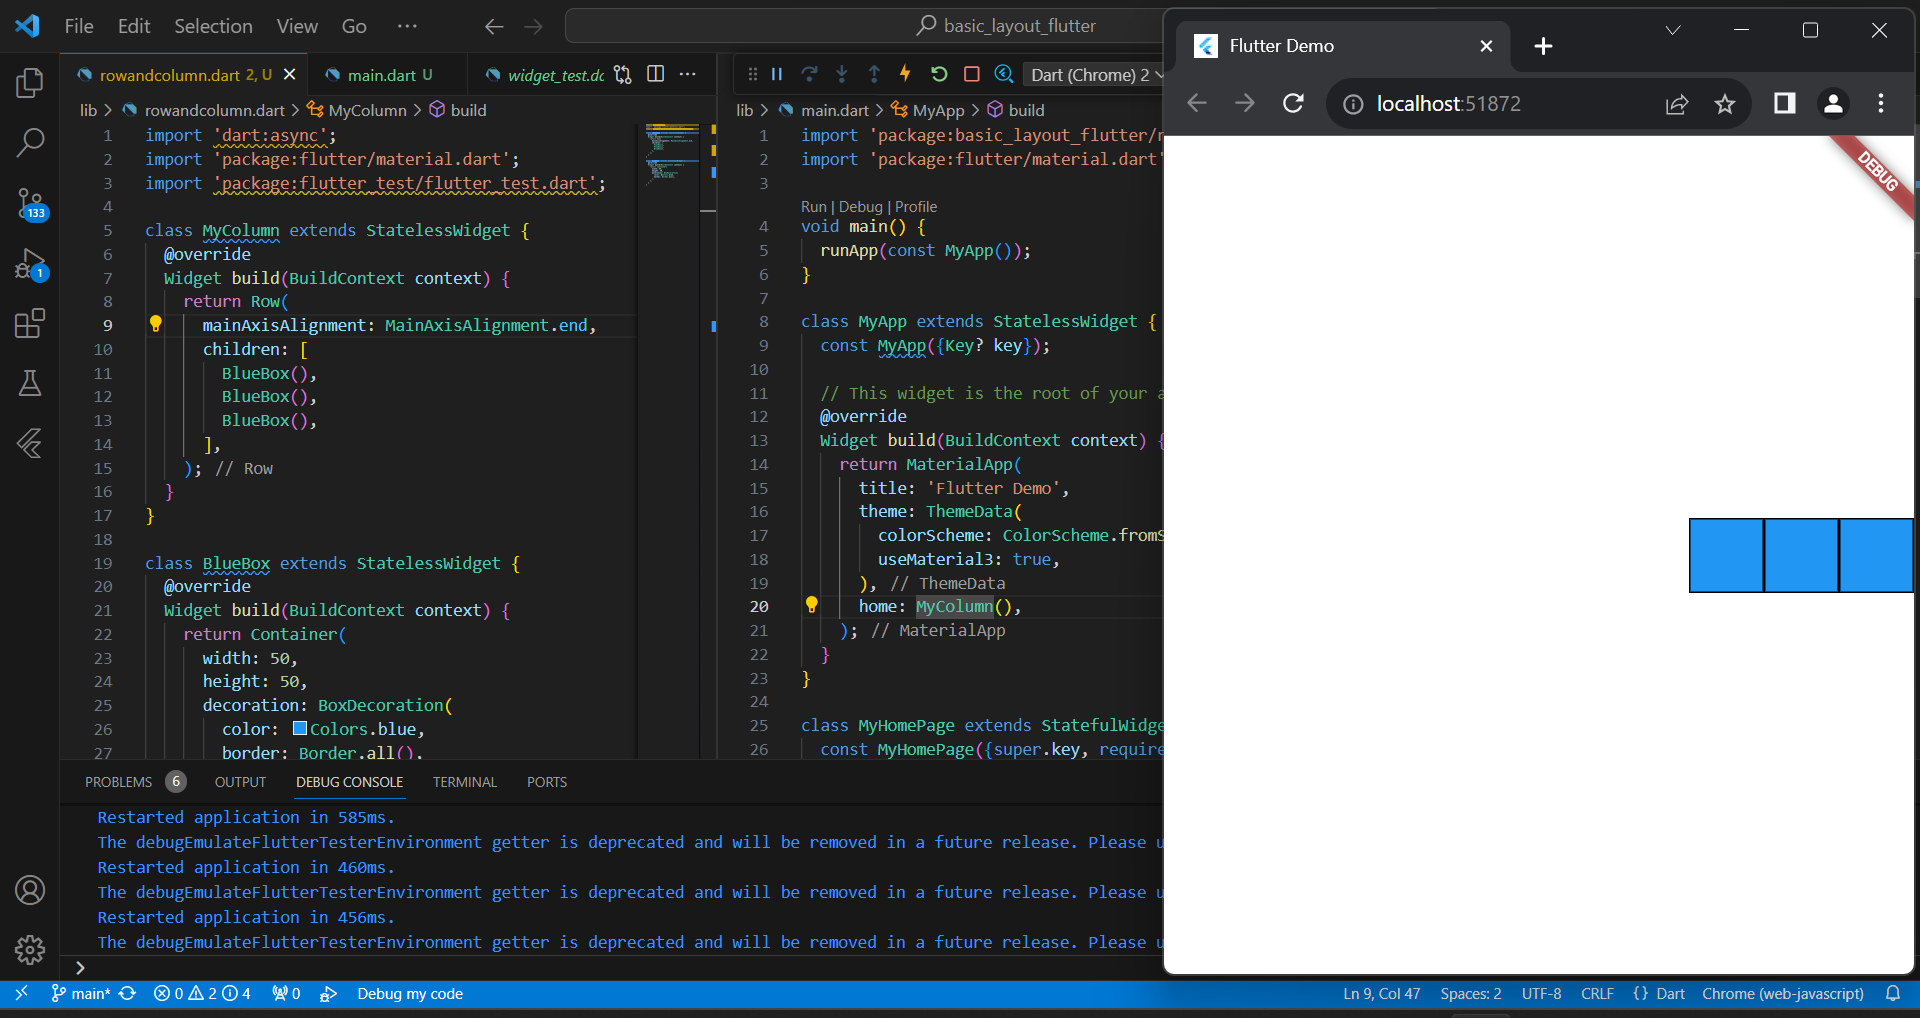 File Edit Selection View Go ··· basic_layout_flutter
rowandcolumn.dart 2, U
main.dart U
widget_test.dc
Dart (Chrome) 2
lib > rowandcolumn.dart > MyColumn > build
1 import 'dart:async';
2 import 'package:flutter/material.dart';
3 import 'package:flutter_test/flutter_test.dart';
4
5 class MyColumn extends StatelessWidget {
6 @override
7 Widget build(BuildContext context) {
8 return Row(
9 mainAxisAlignment: MainAxisAlignment.end,
10 children: [
11 BlueBox(),
12 BlueBox(),
13 BlueBox(),
14 ],
15 ); // Row
16 }
17 }
18
19 class BlueBox extends StatelessWidget {
20 @override
21 Widget build(BuildContext context) {
22 return Container(
23 width: 50,
24 height: 50,
25 decoration: BoxDecoration(
26 color: Colors.blue,
27 border: Border.all(),
lib > main.dart > MyApp > build
1 import 'package:basic_layout_flutter/
2 import 'package:flutter/material.dart'
3
Run | Debug | Profile
4 void main() {
5 runApp(const MyApp());
6 }
7
8 class MyApp extends StatelessWidget {
9 const MyApp({Key? key});
10
11 // This widget is the root of your a
12 @override
13 Widget build(BuildContext context) {
14 return MaterialApp(
15 title: 'Flutter Demo',
16 theme: ThemeData(
17 colorScheme: ColorScheme.fromS
18 useMaterial3: true,
19 ), // ThemeData
20 home: MyColumn(),
21 ); // MaterialApp
22 }
23 }
24
25 class MyHomePage extends StatefulWidge
26 const MyHomePage({super.key, require
133
1
PROBLEMS 6 OUTPUT DEBUG CONSOLE TERMINAL PORTS
Restarted application in 585ms.
The debugEmulateFlutterTesterEnvironment getter is deprecated and will be removed in a future release. Please u
Restarted application in 460ms.
The debugEmulateFlutterTesterEnvironment getter is deprecated and will be removed in a future release. Please u
Restarted application in 456ms.
The debugEmulateFlutterTesterEnvironment getter is deprecated and will be removed in a future release. Please u
main* 0 2 4 0 Debug my code
Ln 9, Col 47 Spaces: 2 UTF-8 CRLF {} Dart Chrome (web-javascript)
Flutter Demo
localhost:51872
DEBUG